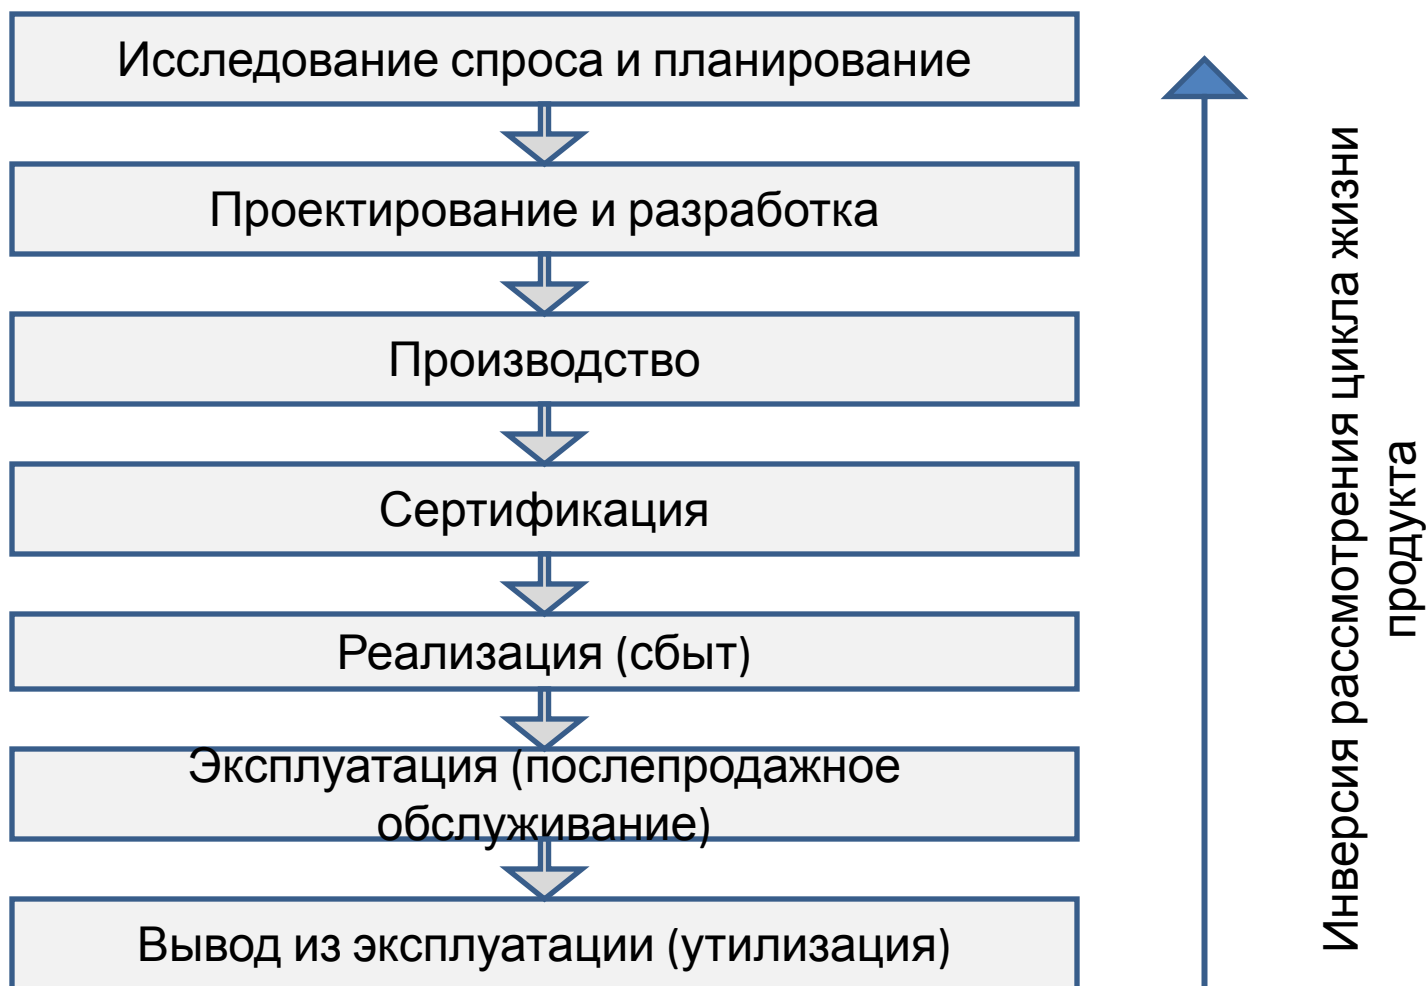 Исследование спроса и планирование
Проектирование и разработка
Производство
Сертификация
Реализация (сбыт)
Эксплуатация (послепродажное
обслуживание)
Вывод из эксплуатации (утилизация)
Инверсия рассмотрения цикла жизни
продукта